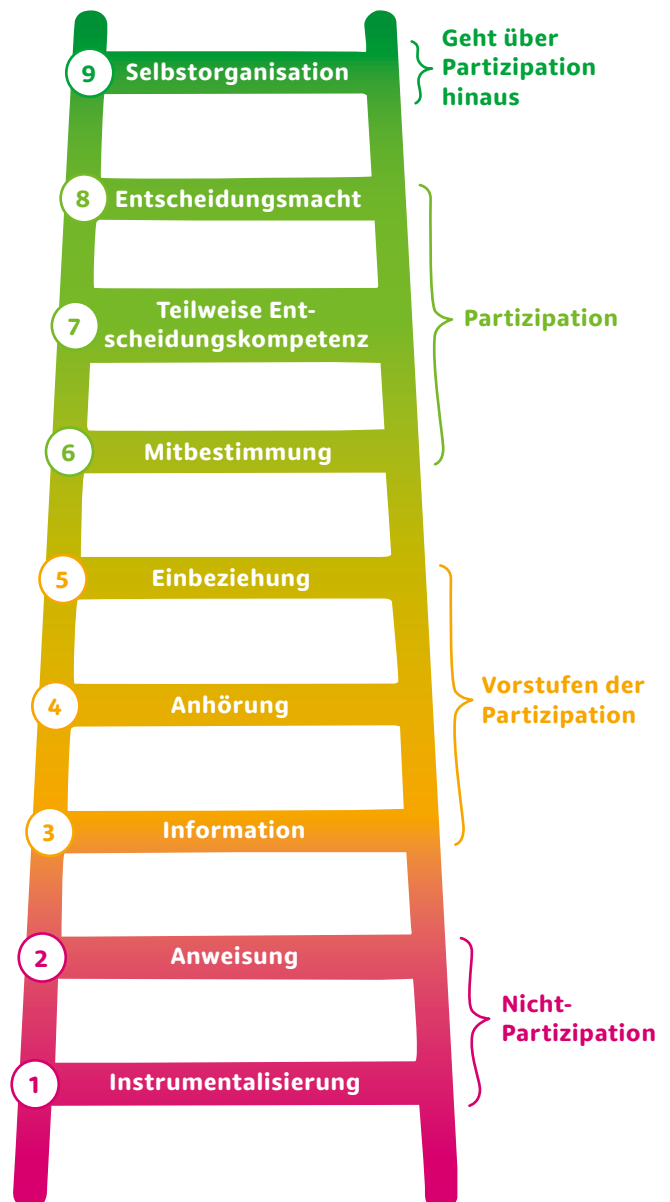 9
Selbstorganisation
Geht über
Partizipation
hinaus
8
Entscheidungsmacht
7
Teilweise Ent-
scheidungskompetenz
Partizipation
6
Mitbestimmung
5
Einbeziehung
4
Anhörung
Vorstufen der
Partizipation
3
Information
2
Anweisung
Nicht-
Partizipation
1
Instrumentalisierung